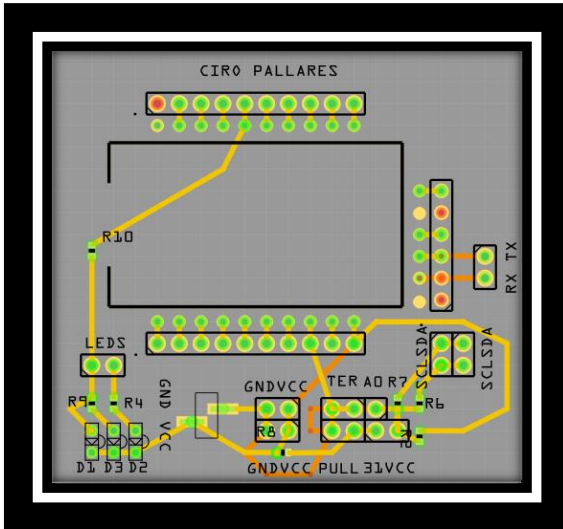 CIRO PALLARES
R10
RX TX
LEDS
SCLSDA
SCLSDA
GND VCC
GNDVCC
TER AO R7
R9
R4
R6
R8
D1 D3 D2
GNDVCC PULL 31VCC